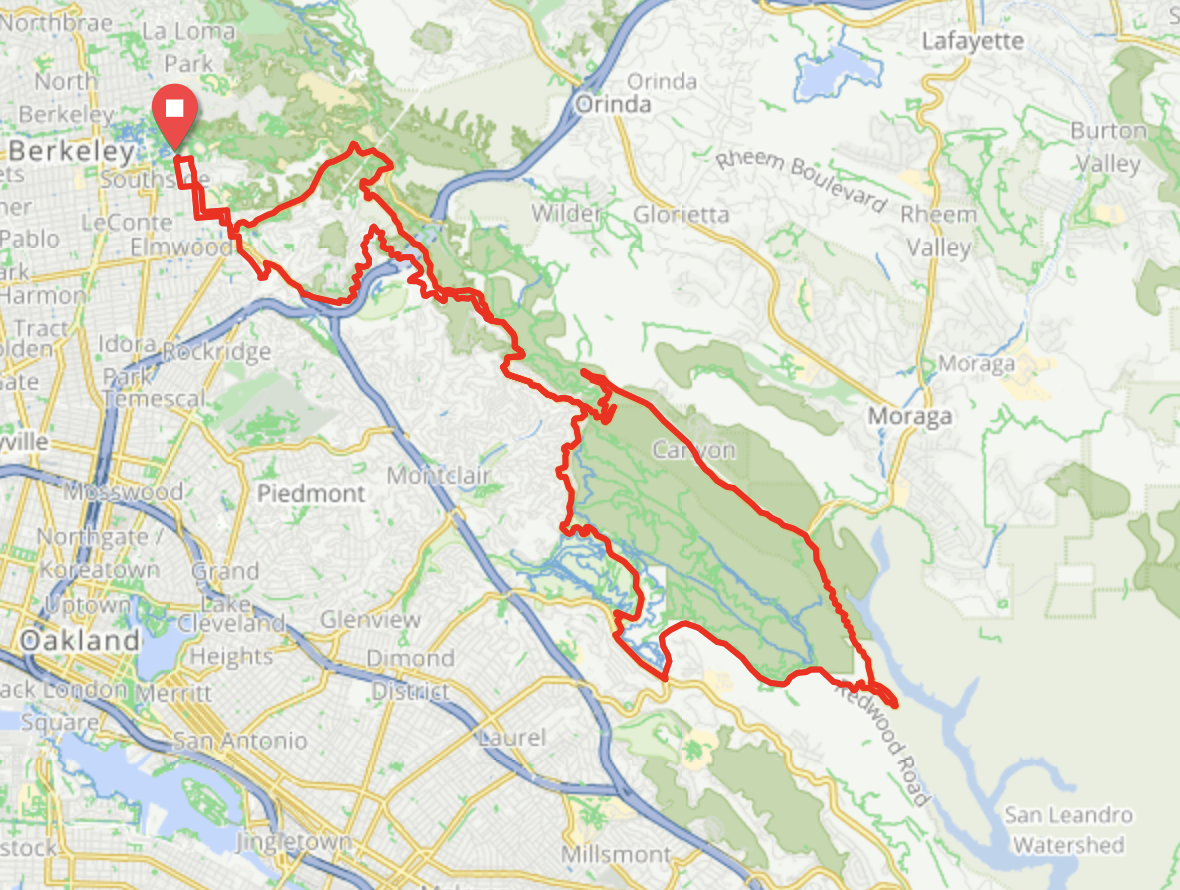 Northbrae
La Loma
Park
S
Lafayette
North
Berkeley
Orinda
Orinda
Berkeley
Burton
Valley
ets
Southside
Rheem Boulevard
ner
LeConte
Wilder
Glorietta
Rheem
Valley
Pablo
Elmwood
ark
Harmon
Tract
olden
Idora
Park
Rockridge
Moraga
Gate
Temescal
Moraga
yville
Canyon
Montclair
Mosswood
Piedmont
Northgate /
Koreatown
Grand
Uptown
Lake
Cleveland
Heights
Glenview
Oakland
Dimond
District
ack London
Square
Merritt
Redwood Road
San Antonio
Laurel
San Leandro
Watershed
Jingletown
stock
Millsmont